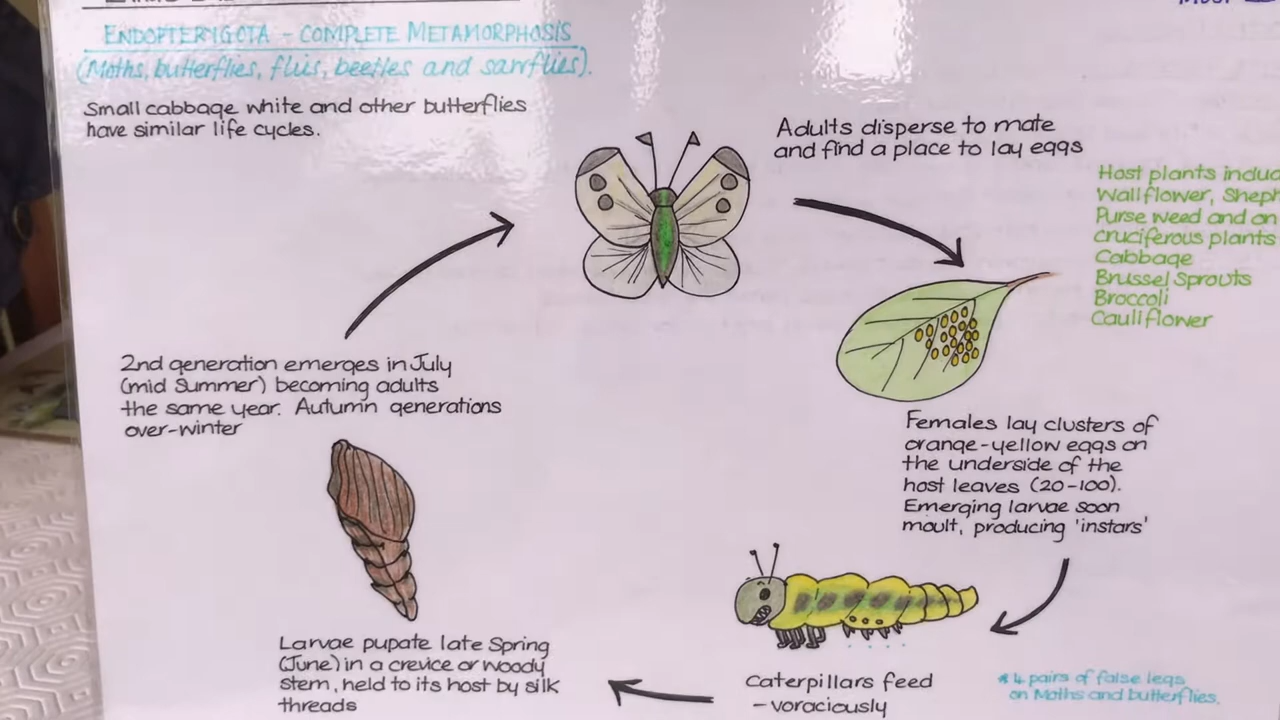 ENDOPTERYGOTA - COMPLETE METAMORPHOSIS
(Moths, butterflies, flies, beetles and sawflies).
Small cabbage white and other butterflies
have similar life cycles.
Adults disperse to mate
and find a place to lay eggs
Host plants
Wallflower,
Purse weed and
cruciferous plants
Cabbage
Brussel Sprouts
Broccoli
Cauliflower
Females lay clusters of
orange-yellow eggs on
the underside of the
host leaves (20-100).
Emerging larvae soon
moult, producing 'instars'
Caterpillars feed
- voraciously
* 4 pairs of false legs
on Moths and butterflies.
Larvae pupate late Spring
(June) in a crevice or woody
stem, held to its host by silk
threads
2nd generation emerges in July
(mid Summer) becoming adults
the same year. Autumn generations
over-winter